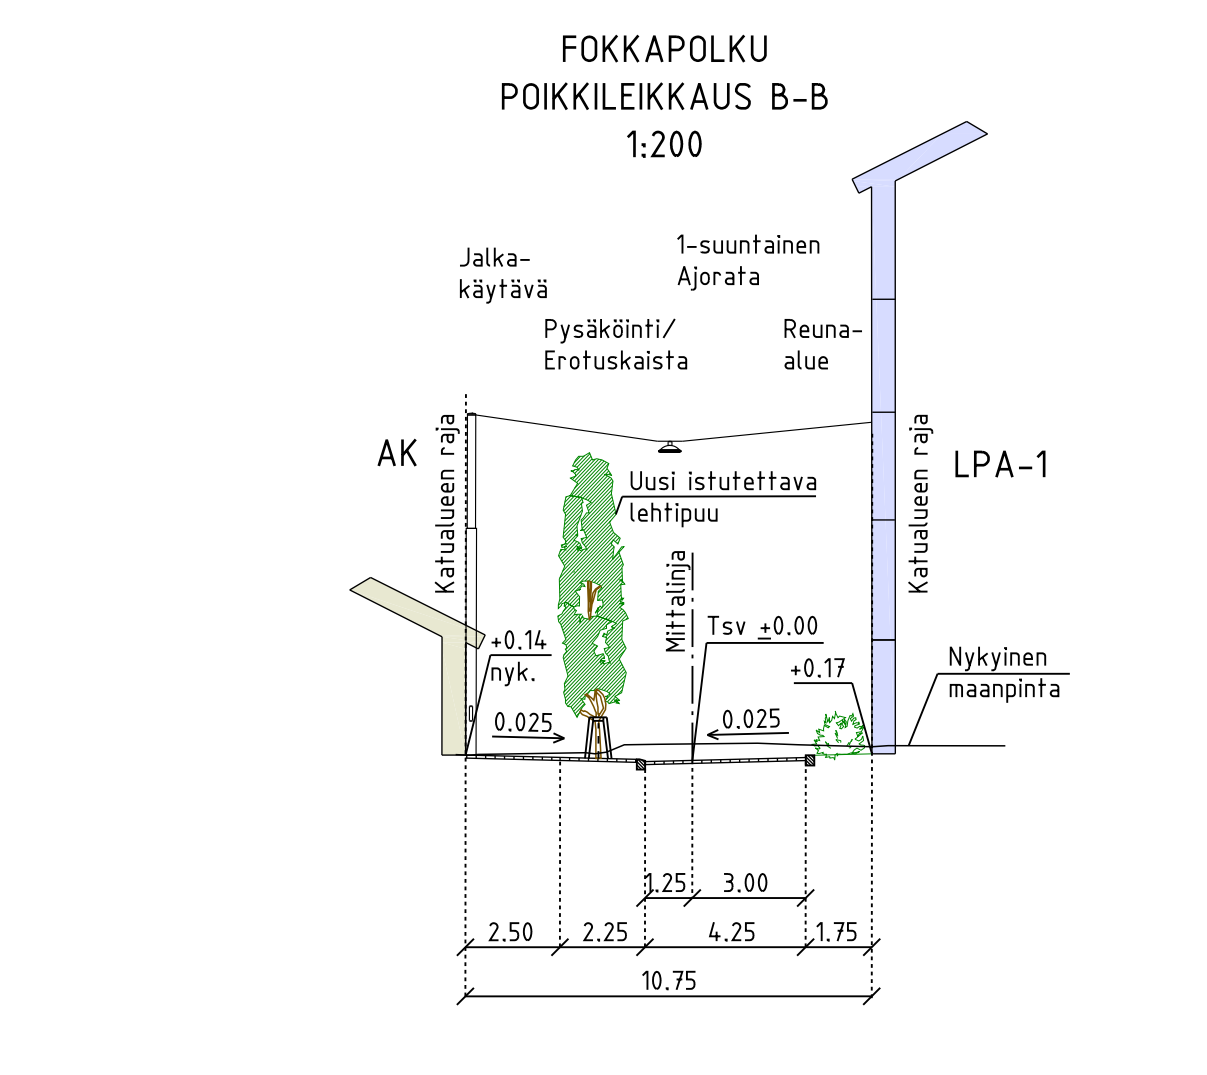 FOKKAPOLKU
POIKKILEIKKAUS B-B
1:200
Jalka-
käytävä
1-suuntainen
Ajorata
Pysäköinti/
Erotuskaista
Reuna-
alue
AK
Katualueen raja
Uusi istutettava
lehtipuu
Katualueen raja
LPA-1
Mittalinja
+0.14
nyk.
Tsv ±0.00
+0.17
Nykyinen
maanpinta
0.025
0.025
1.25
3.00
2.50
2.25
4.25
1.75
10.75